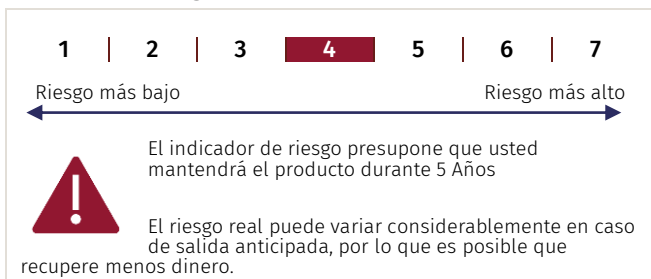 1 2 3 4 5 6 7
Riesgo más bajo Riesgo más alto
El indicador de riesgo presupone que usted
mantendrá el producto durante 5 Años
El riesgo real puede variar considerablemente en caso
de salida anticipada, por lo que es posible que
recupere menos dinero.